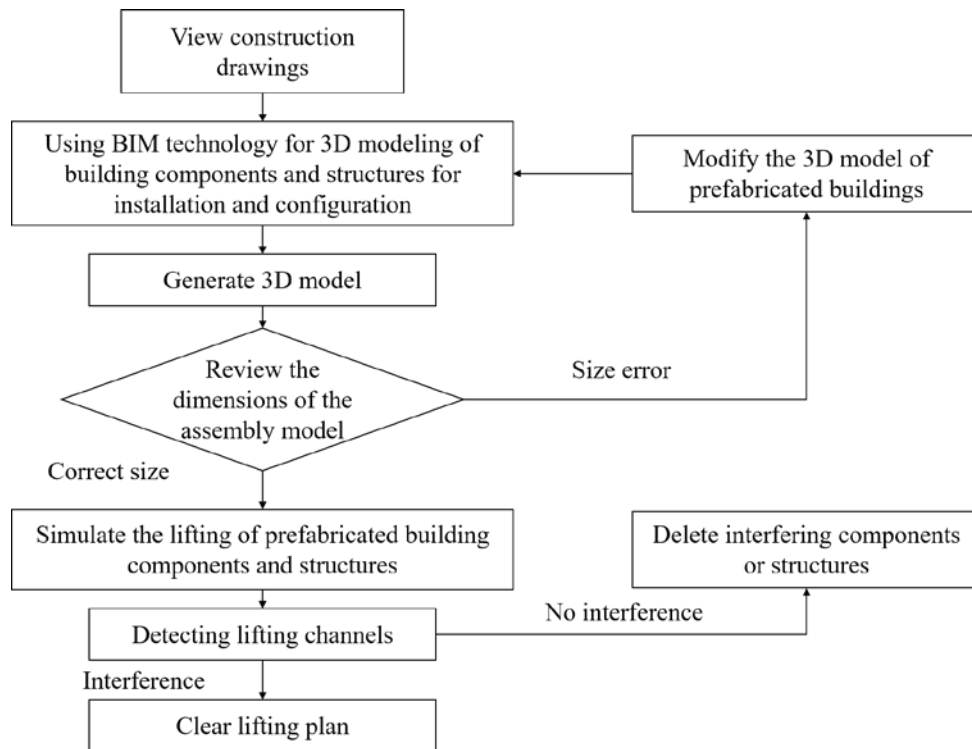 View construction
drawings
Using BIM technology for 3D modeling of
building components and structures for
installation and configuration
Modify the 3D model of
prefabricated buildings
Generate 3D model
Review the
dimensions of the
assembly model
Size error
Correct size
Simulate the lifting of prefabricated building
components and structures
Delete interfering components
or structures
No interference
Detecting lifting channels
Interference
Clear lifting plan